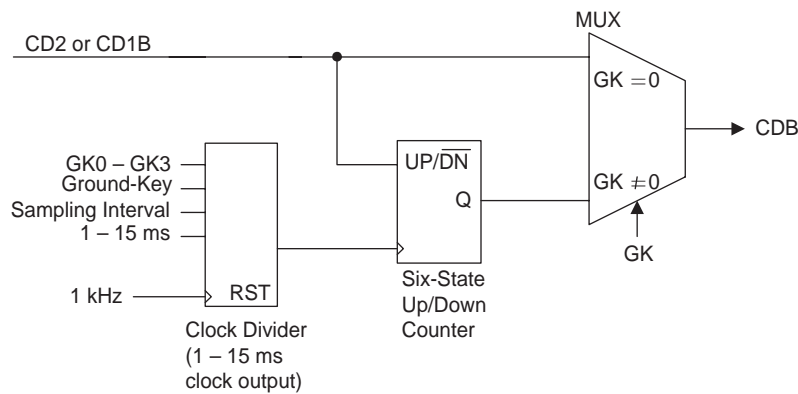 MUX
CD2 or CD1B
GK = 0
CDB
GK0 – GK3
Ground-Key
Sampling Interval
1 – 15 ms
UP/DN
Q
GK ≠ 0
GK
1 kHz
RST
Six-State
Up/Down
Counter
Clock Divider
(1 – 15 ms
clock output)